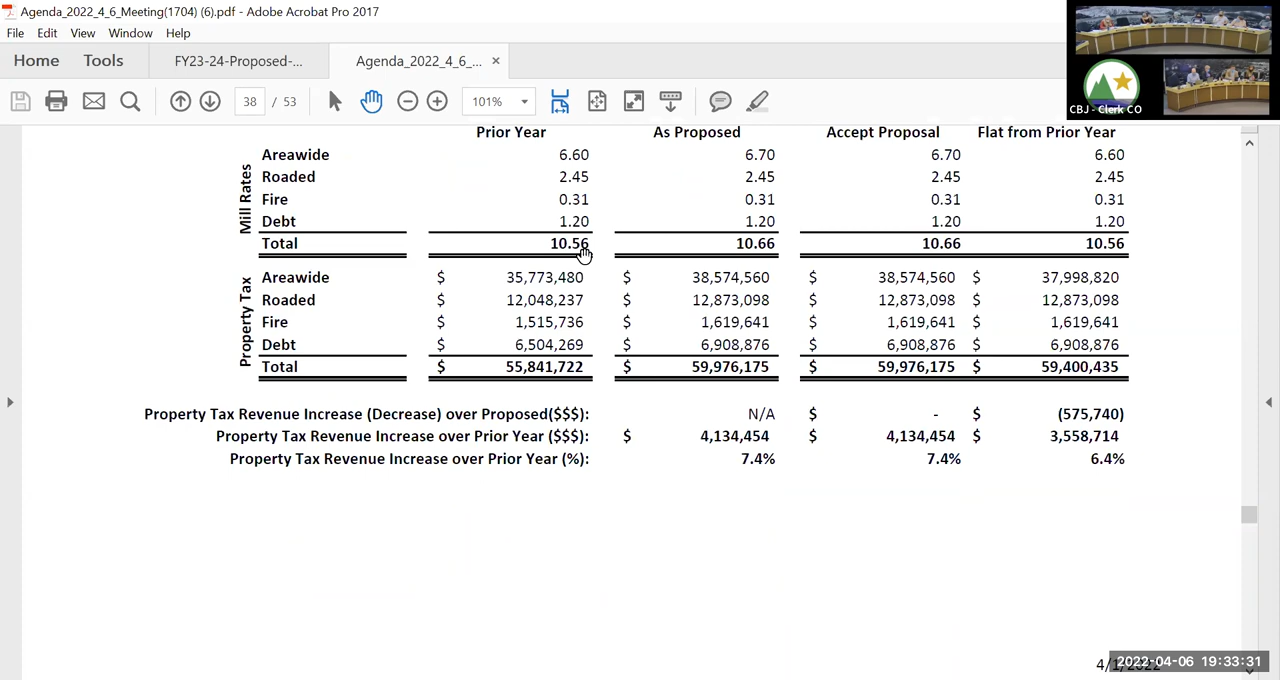 Agenda_2022_4_6_Meeting(1704) (6).pdf - Adobe Acrobat Pro 2017
File Edit View Window Help
Home Tools FY23-24-Proposed-... Agenda_2022_4_6_... ×
38 / 53 101%
CBJ - Clerk CO
Prior Year As Proposed Accept Proposal Flat from Prior Year
Mill Rates
Areawide 6.60 6.70 6.70 6.60
Roaded 2.45 2.45 2.45 2.45
Fire 0.31 0.31 0.31 0.31
Debt 1.20 1.20 1.20 1.20
Total 10.56 10.66 10.66 10.56
Property Tax
Areawide $ 35,773,480 $ 38,574,560 $ 38,574,560 $ 37,998,820
Roaded $ 12,048,237 $ 12,873,098 $ 12,873,098 $ 12,873,098
Fire $ 1,515,736 $ 1,619,641 $ 1,619,641 $ 1,619,641
Debt $ 6,504,269 $ 6,908,876 $ 6,908,876 $ 6,908,876
Total $ 55,841,722 $ 59,976,175 $ 59,976,175 $ 59,400,435
Property Tax Revenue Increase (Decrease) over Proposed($$$): N/A $ - $ (575,740)
Property Tax Revenue Increase over Prior Year ($$$): $ 4,134,454 $ 4,134,454 $ 3,558,714
Property Tax Revenue Increase over Prior Year (%): 7.4% 7.4% 6.4%
4/1/2022
2022-04-06 19:33:31